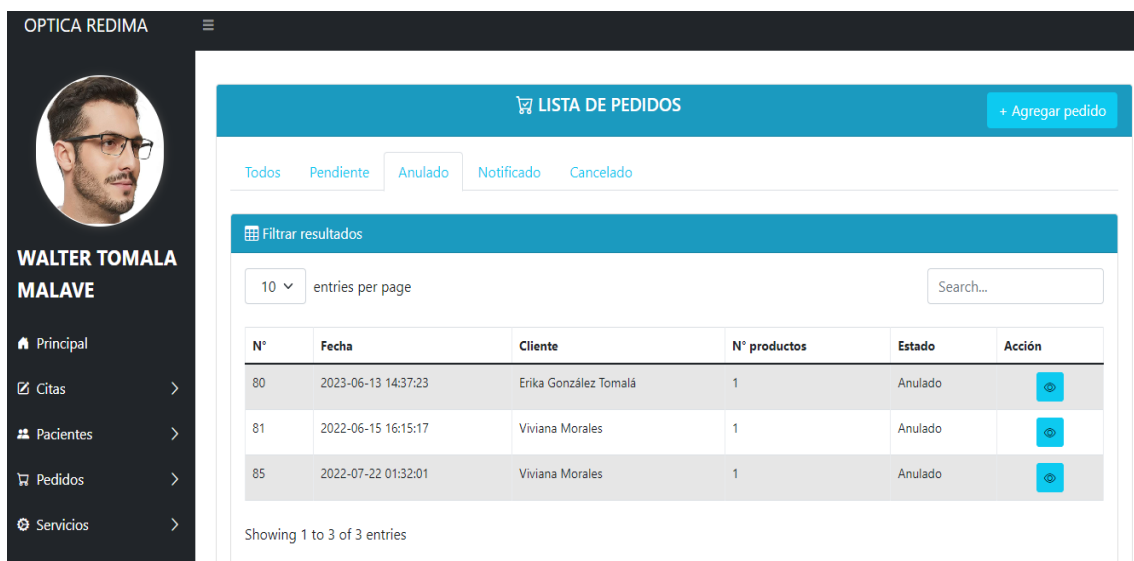 OPTICA REDIMA
LISTA DE PEDIDOS
+ Agregar pedido
Todos Pendiente Anulado Notificado Cancelado
Filtrar resultados
WALTER TOMALA
MALAVE
10 entries per page Search...
Principal
Citas
Pacientes
Pedidos
Servicios
N° Fecha Cliente N° productos Estado Acción
80 2023-06-13 14:37:23 Erika González Tomalá 1 Anulado
81 2022-06-15 16:15:17 Viviana Morales 1 Anulado
85 2022-07-22 01:32:01 Viviana Morales 1 Anulado
Showing 1 to 3 of 3 entries